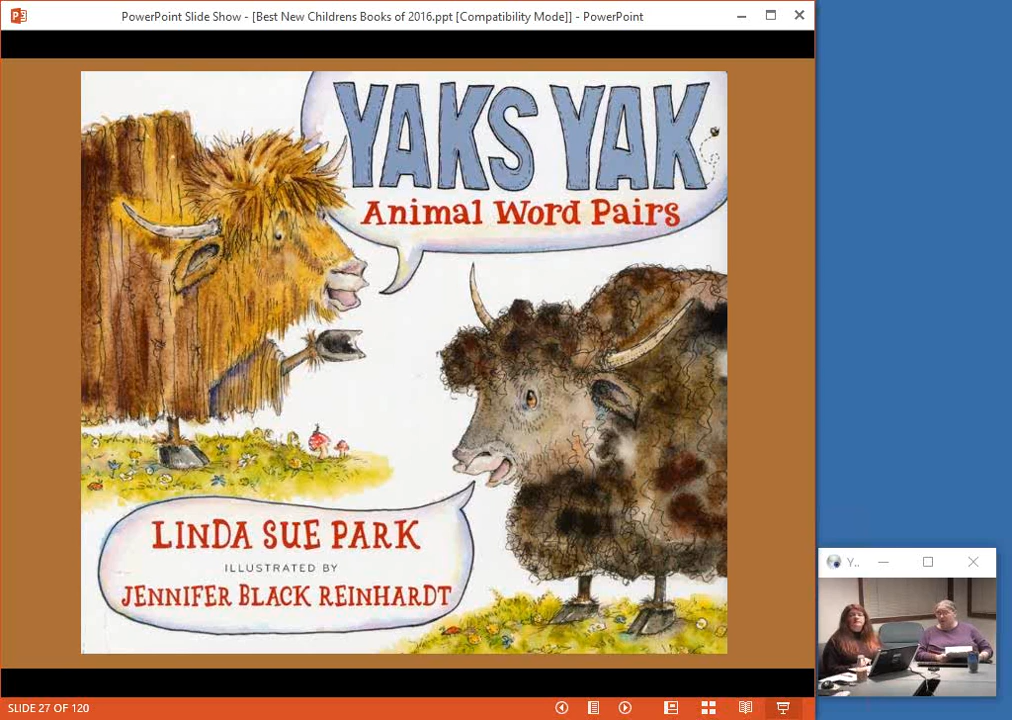 PowerPoint Slide Show - [Best New Childrens Books of 2016.ppt [Compatibility Mode]] - PowerPoint
YAKS YAK
Animal Word Pairs
LINDA SUE PARK
ILLUSTRATED BY
JENNIFER BLACK REINHARDT
Y..
SLIDE 27 OF 120